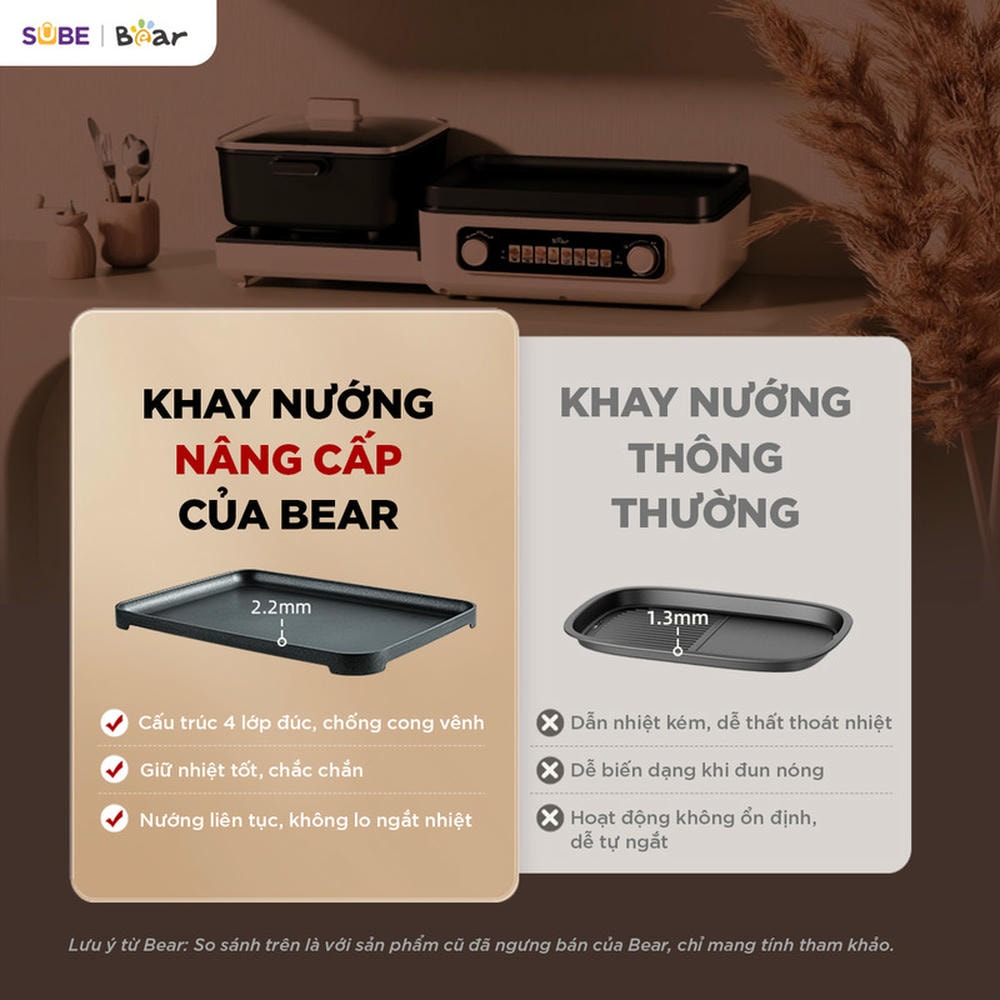 SUBE | Bear
Bear
KHAY NƯỚNG
NÂNG CẤP
CỦA BEAR
2.2mm
Cấu trúc 4 lớp đúc, chống cong vênh
Giữ nhiệt tốt, chắc chắn
Nướng liên tục, không lo ngắt nhiệt
KHAY NƯỚNG
THÔNG
THƯỜNG
1.3mm
Dẫn nhiệt kém, dễ thất thoát nhiệt
Dễ biến dạng khi đun nóng
Hoạt động không ổn định,
dễ tự ngắt
Lưu ý từ Bear: So sánh trên là với sản phẩm cũ đã ngưng bán của Bear, chỉ mang tính tham khảo.